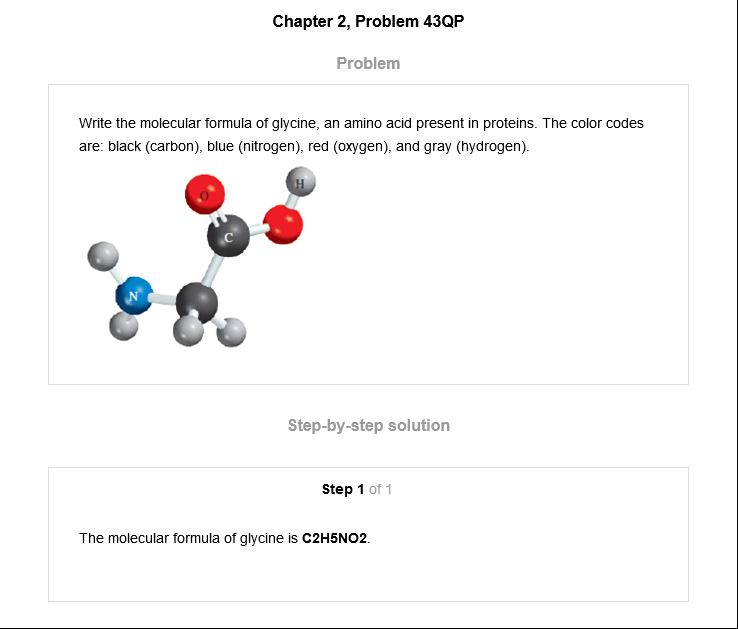 Chapter 2, Problem 43QP
Problem
Write the molecular formula of glycine, an amino acid present in proteins. The color codes
are: black (carbon), blue (nitrogen), red (oxygen), and gray (hydrogen).
H
O
C
N
Step-by-step solution
Step 1 of 1
The molecular formula of glycine is C2H5NO2.